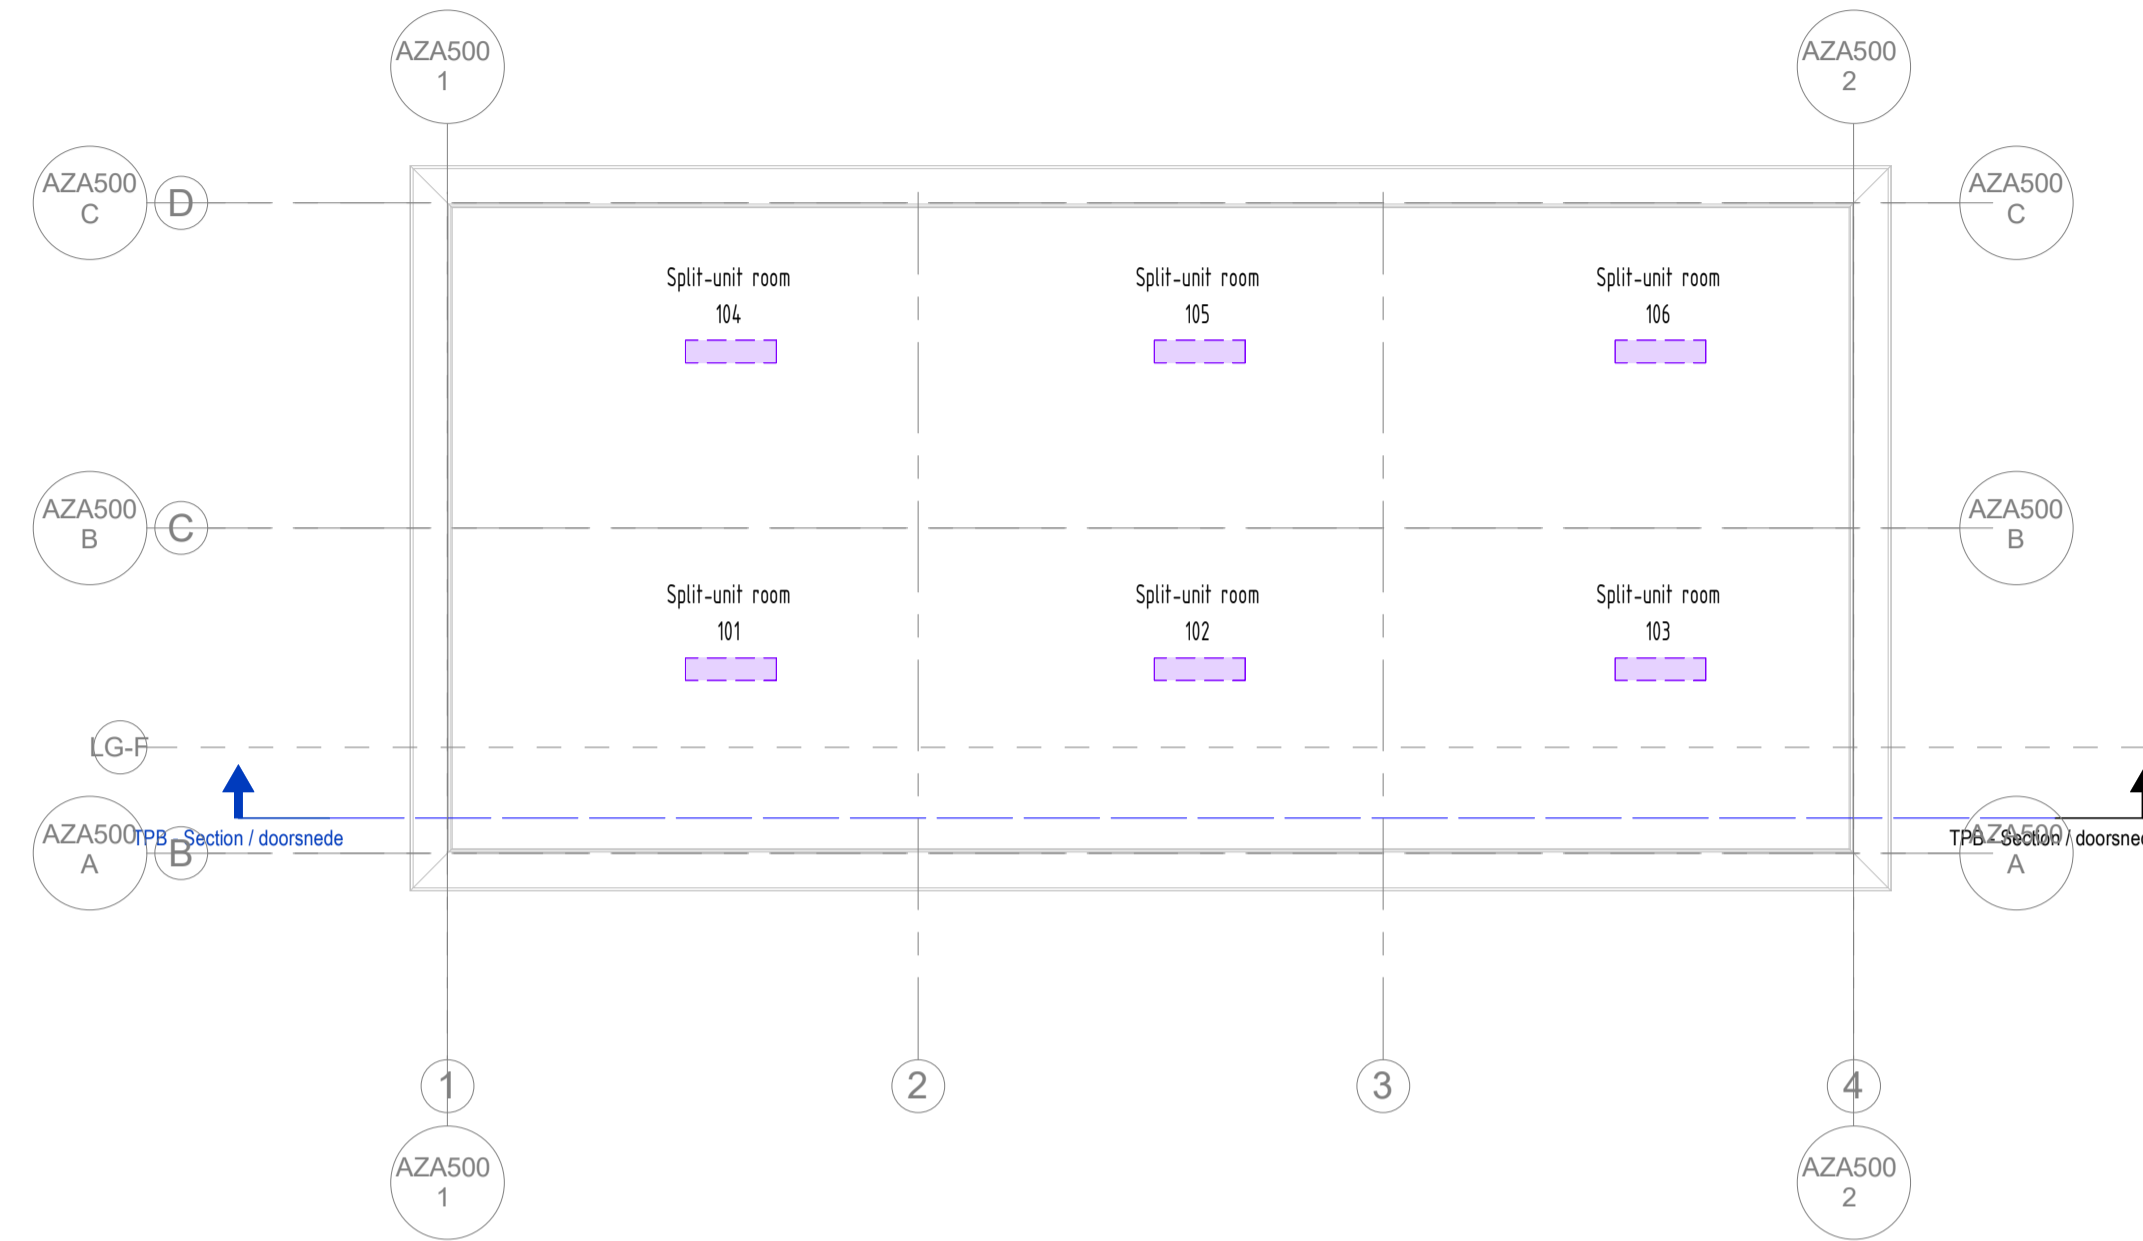 AZA500
1
AZA500
2
AZA500
C
D
AZA500
C
Split-unit room
104
Split-unit room
105
Split-unit room
106
AZA500
B
C
AZA500
B
Split-unit room
101
Split-unit room
102
Split-unit room
103
LG-F
AZA500
A
TPB - Section / doorsnede
B
AZA500
A
TPB - Section / doorsne
1
2
3
4
AZA500
1
AZA500
2